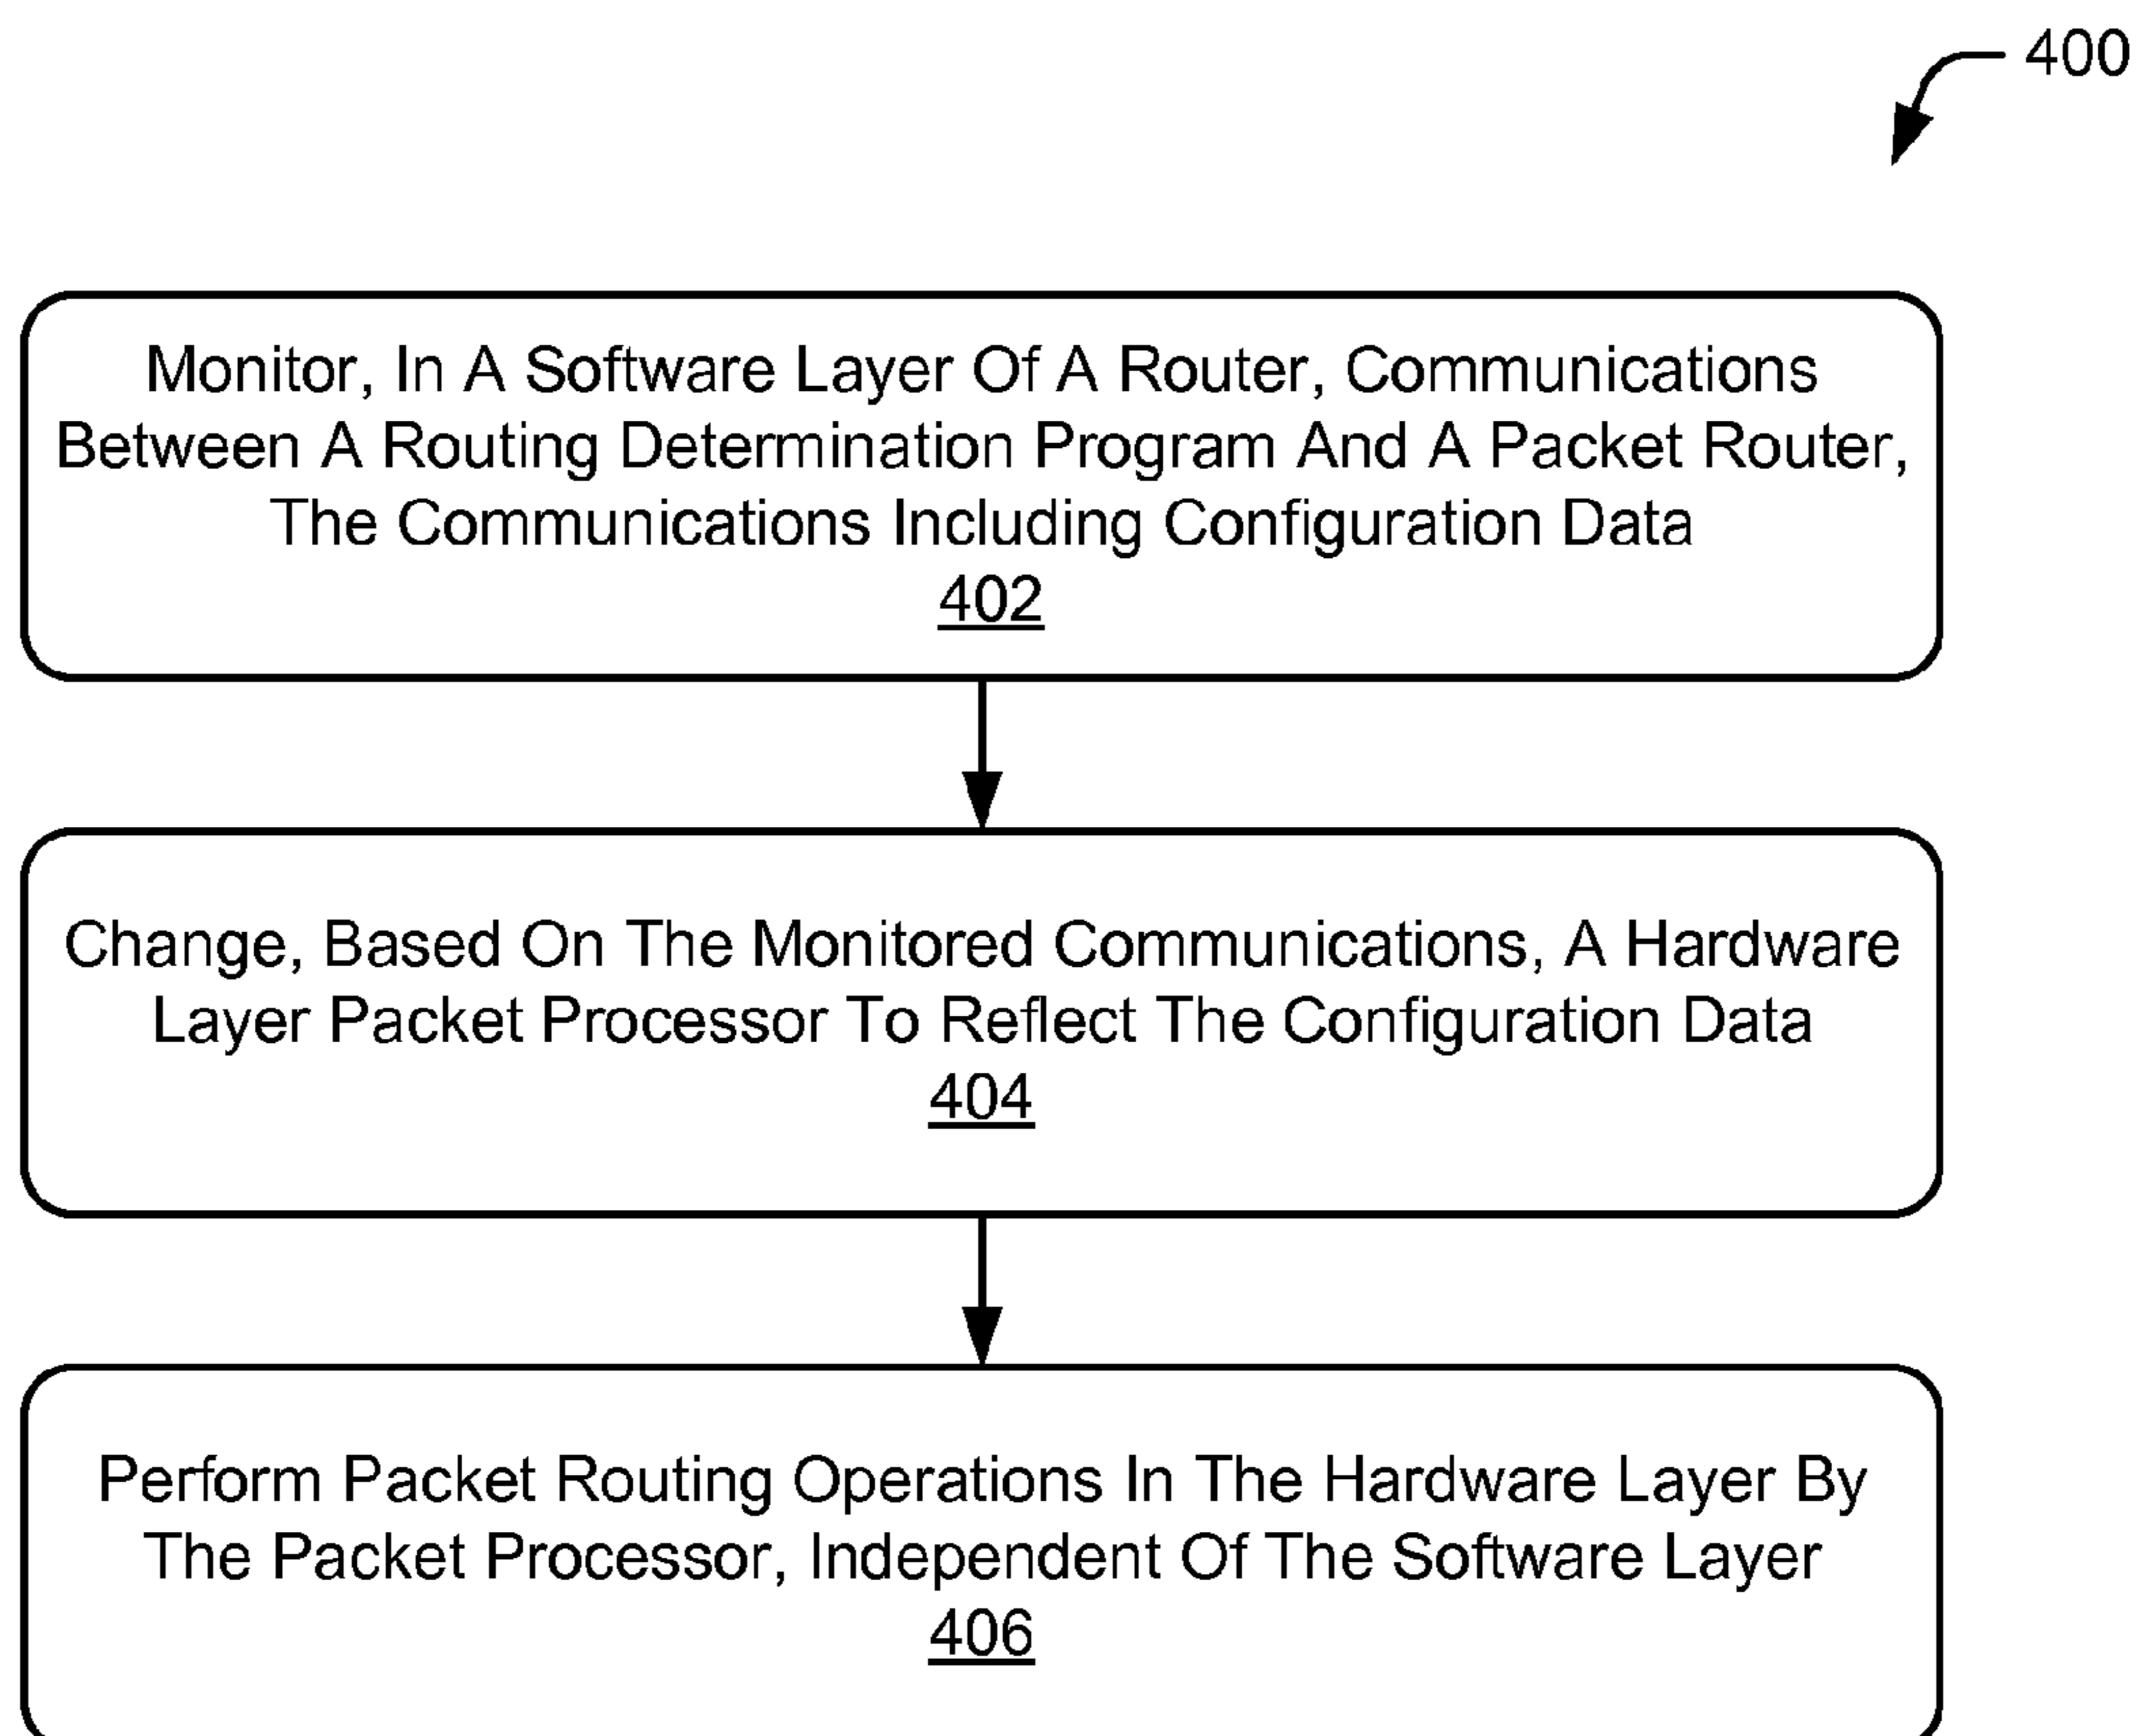 400
Monitor, In A Software Layer Of A Router, Communications
Between A Routing Determination Program And A Packet Router,
The Communications Including Configuration Data
402
Change, Based On The Monitored Communications, A Hardware
Layer Packet Processor To Reflect The Configuration Data
404
Perform Packet Routing Operations In The Hardware Layer By
The Packet Processor, Independent Of The Software Layer
406